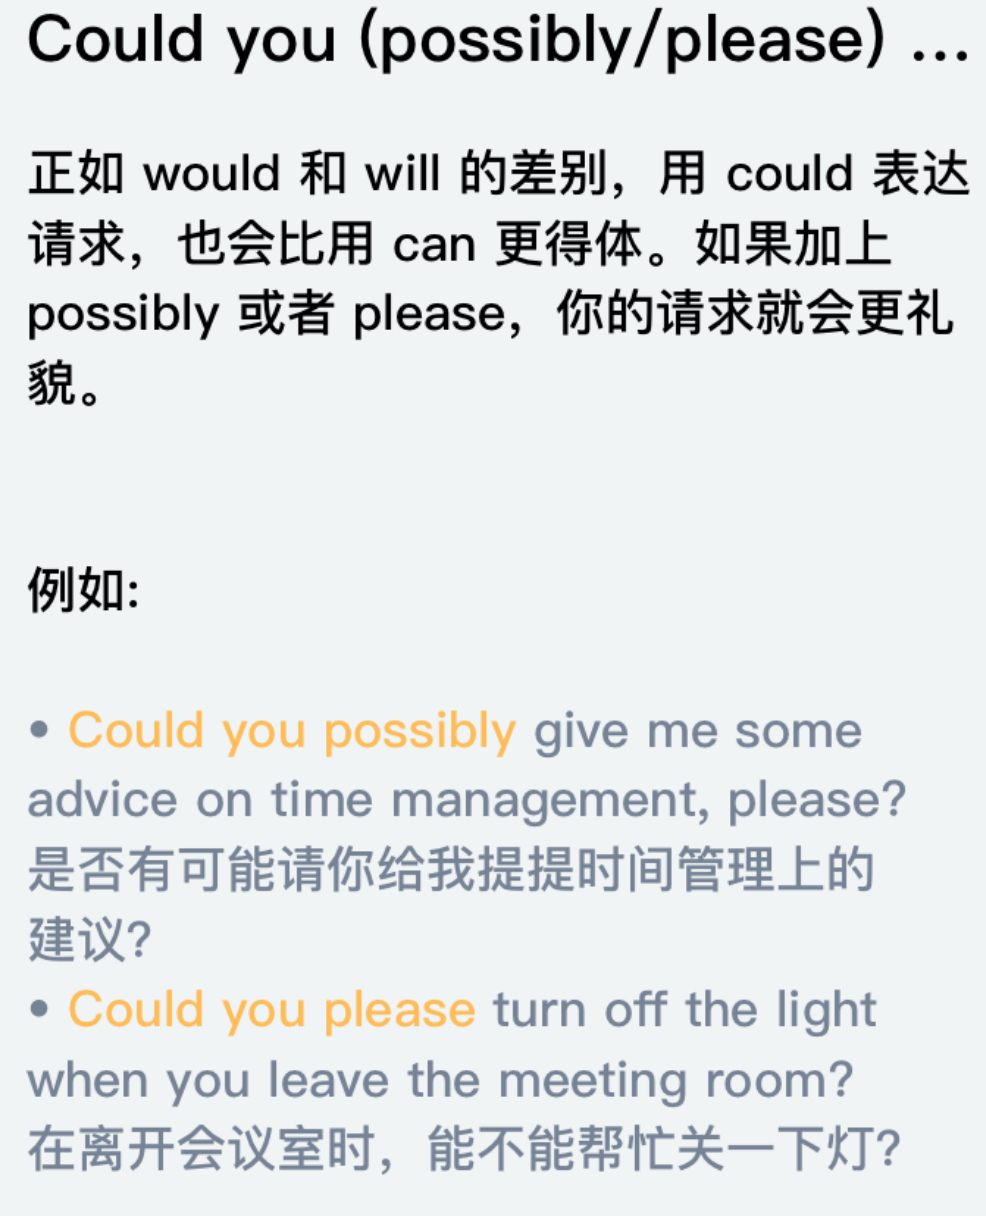 Could you (possibly/please) ...
正如 would 和 will 的差别，用 could 表达
请求，也会比用 can 更得体。如果加上
possibly 或者 please，你的请求就会更礼
貌。
例如:
• Could you possibly give me some
advice on time management, please?
是否有可能请你给我提提时间管理上的
建议?
• Could you please turn off the light
when you leave the meeting room?
在离开会议室时，能不能帮忙关一下灯?